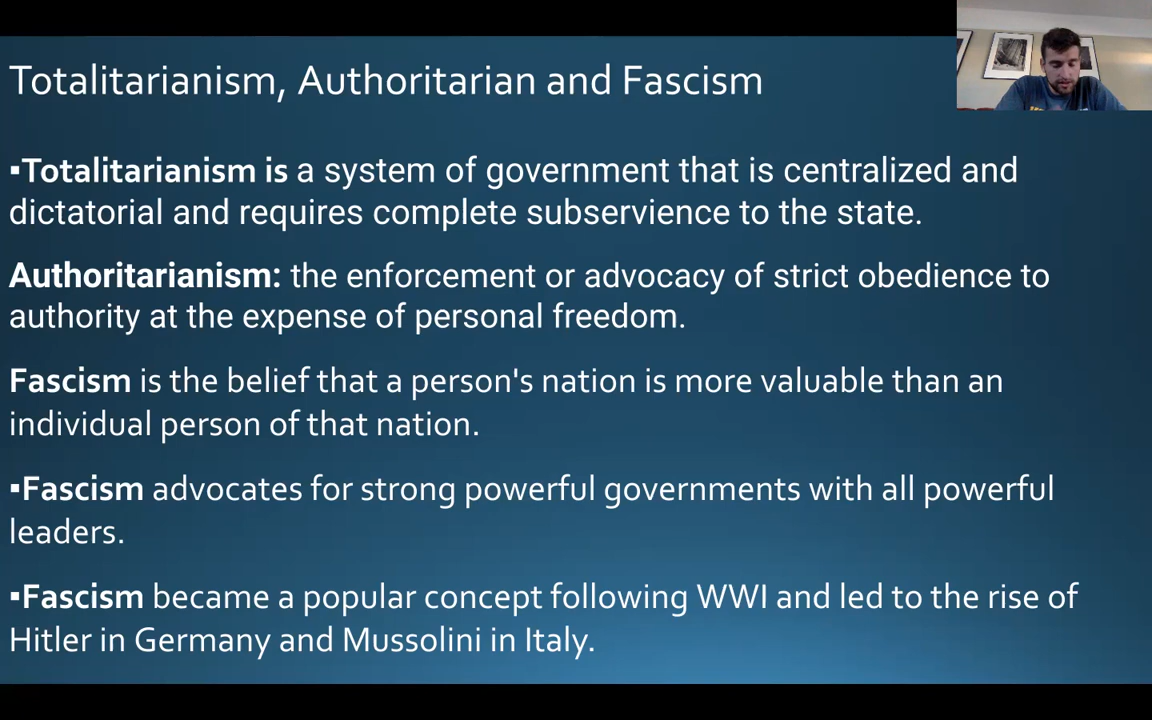 Totalitarianism, Authoritarian and Fascism
▪Totalitarianism is a system of government that is centralized and
dictatorial and requires complete subservience to the state.
Authoritarianism: the enforcement or advocacy of strict obedience to
authority at the expense of personal freedom.
Fascism is the belief that a person's nation is more valuable than an
individual person of that nation.
▪Fascism advocates for strong powerful governments with all powerful
leaders.
▪Fascism became a popular concept following WWI and led to the rise of
Hitler in Germany and Mussolini in Italy.